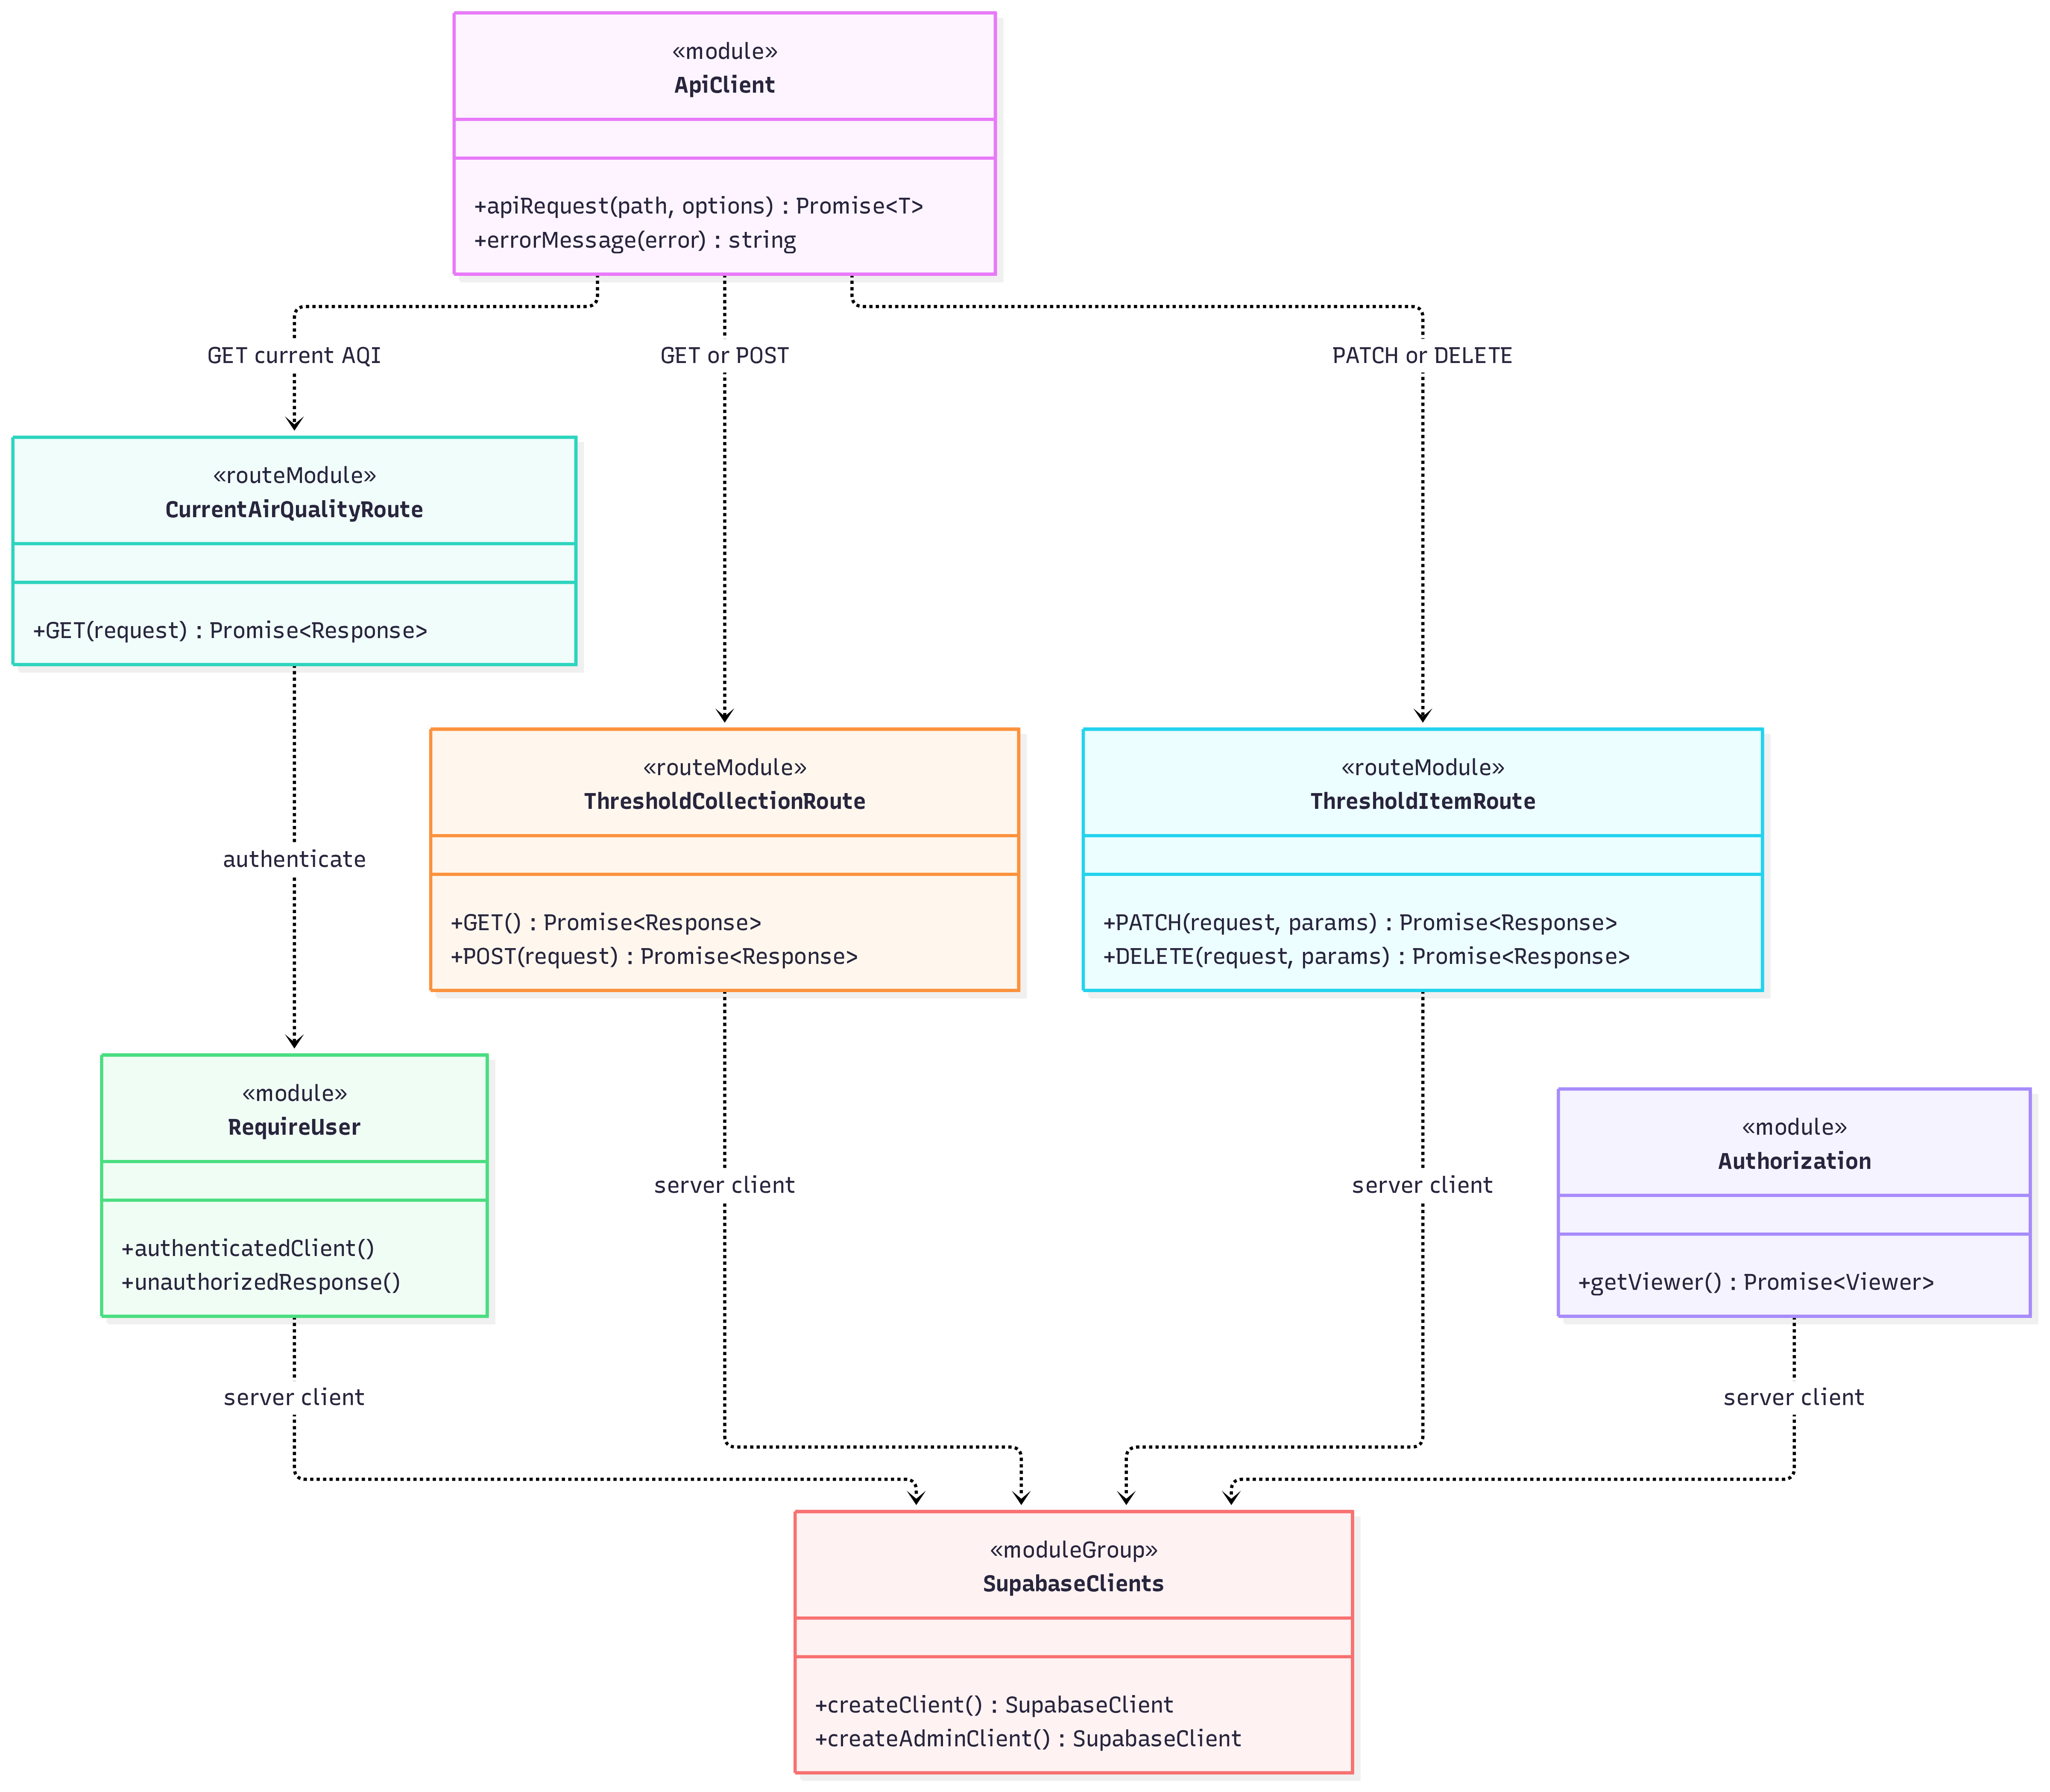 «module»
ApiClient
+apiRequest(path, options) : Promise<T>
+errorMessage(error) : string
GET current AQI
GET or POST
PATCH or DELETE
«routeModule»
CurrentAirQualityRoute
+GET(request) : Promise<Response>
«routeModule»
ThresholdCollectionRoute
+GET() : Promise<Response>
+POST(request) : Promise<Response>
«routeModule»
ThresholdItemRoute
+PATCH(request, params) : Promise<Response>
+DELETE(request, params) : Promise<Response>
authenticate
«module»
RequireUser
+authenticatedClient()
+unauthorizedResponse()
server client
server client
«module»
Authorization
+getViewer() : Promise<Viewer>
server client
server client
«moduleGroup»
SupabaseClients
+createClient() : SupabaseClient
+createAdminClient() : SupabaseClient